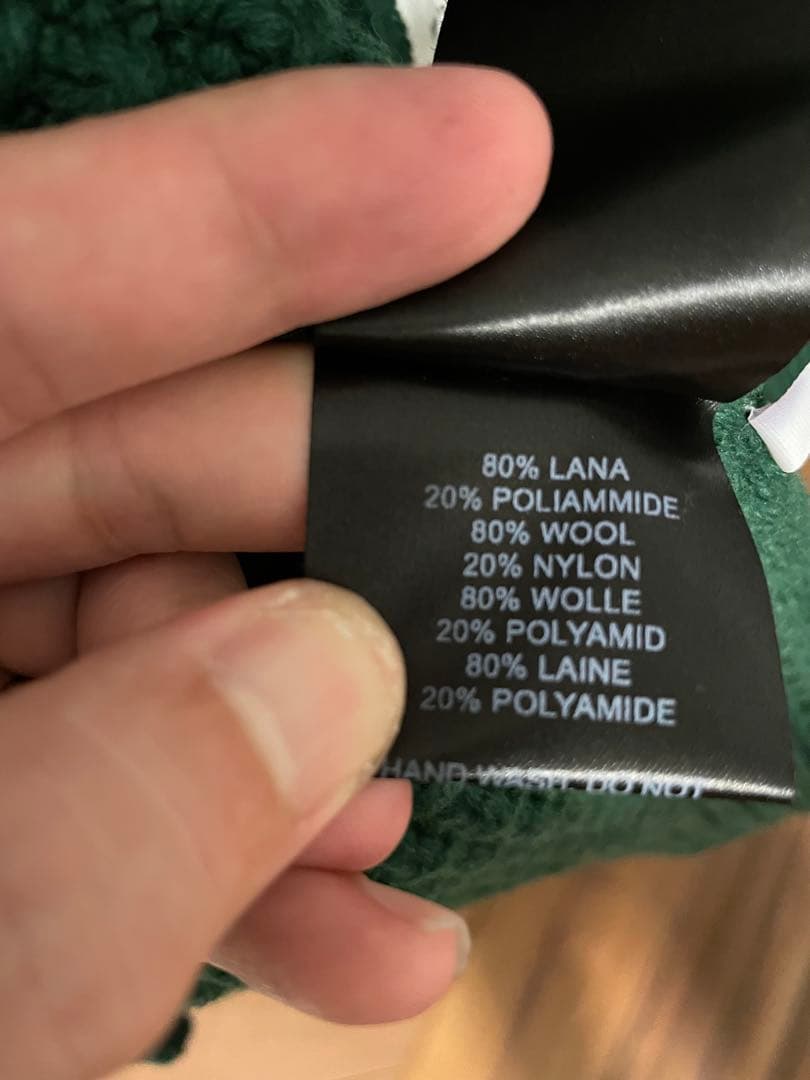 80% LANA
20% POLIAMMIDE
80% WOOL
20% NYLON
80% WOLLE
20% POLYAMID
80% LAINE
20% POLYAMIDE
HAND WASH DO NOT